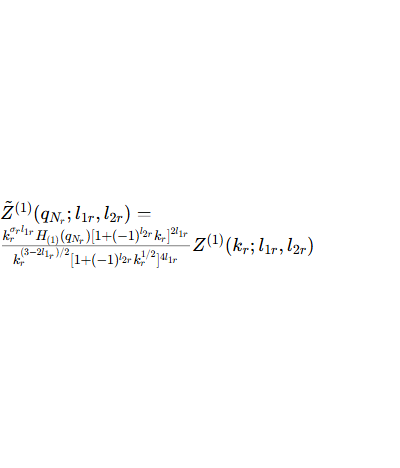 \tilde{Z}^{(1)}(q_{N_r}; l_{1r}, l_{2r}) =
\frac{k_r^{\sigma_r l_{1r}} H_{(1)}(q_{N_r})[1+(-1)^{l_{2r}} k_r]^{2l_{1r}}}{k_r^{(3-2l_{1_r})/2}[1+(-1)^{l_{2r}} k_r^{1/2}]^{4l_{1r}}} Z^{(1)}(k_r; l_{1r}, l_{2r})